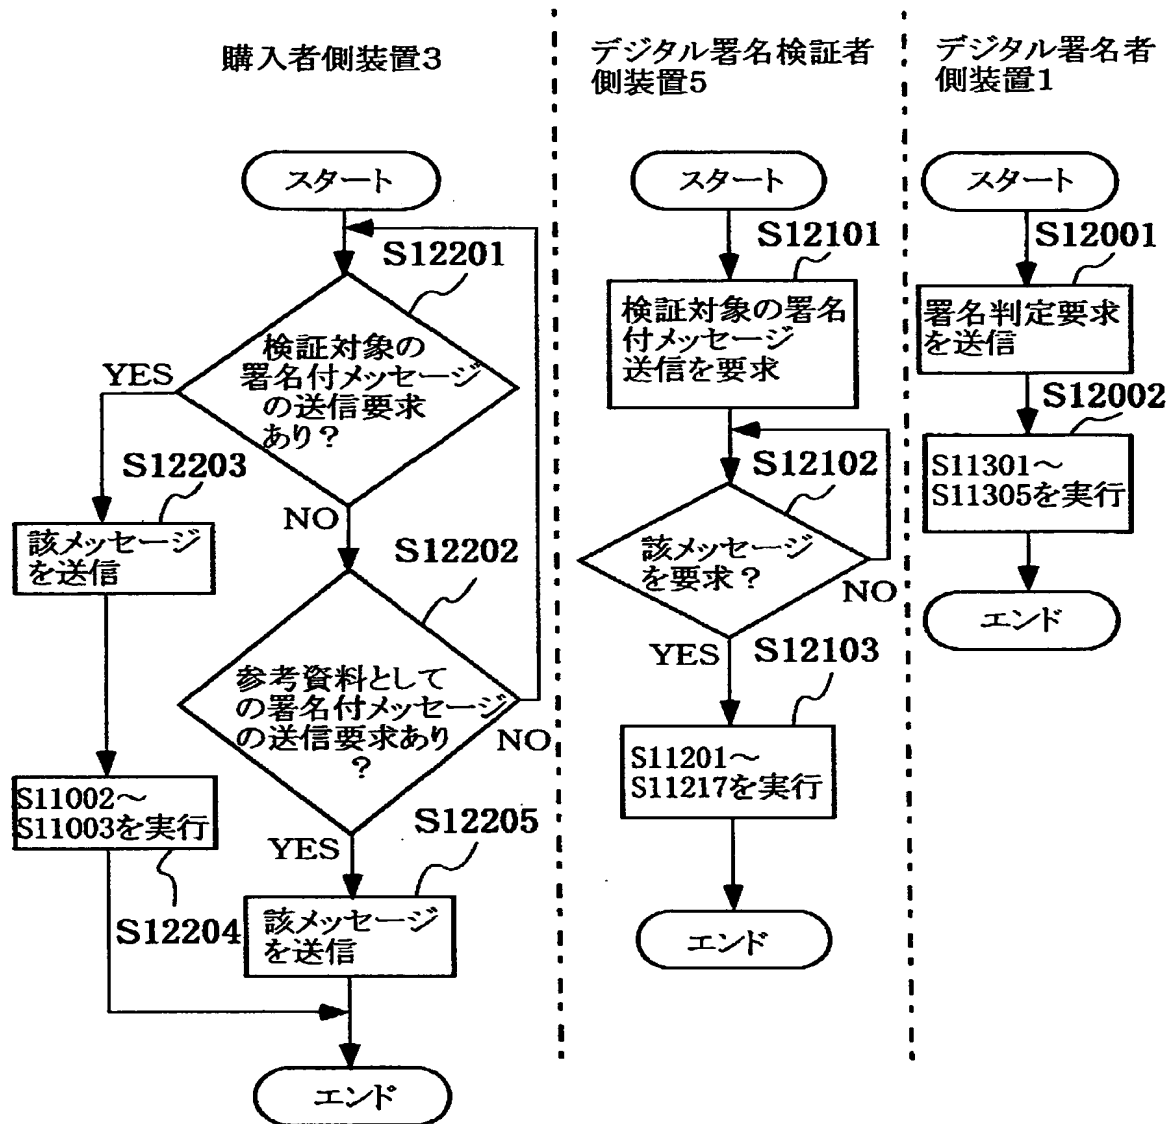 購入者側装置3
スタート
S12201
検証対象の
署名付メッセージ
の送信要求
あり？
YES
NO
S12203
該メッセージ
を送信
S12202
参考資料として
の署名付メッセージ
の送信要求あり
？
NO
YES
S11002～
S11003を実行
S12204
S12205
該メッセージ
を送信
エンド
デジタル署名検証者
側装置5
スタート
S12101
検証対象の署名
付メッセージ
送信を要求
S12102
該メッセージ
を要求？
NO
YES
S12103
S11201～
S11217を実行
エンド
デジタル署名者
側装置1
スタート
S12001
署名判定要求
を送信
S12002
S11301～
S11305を実行
エンド